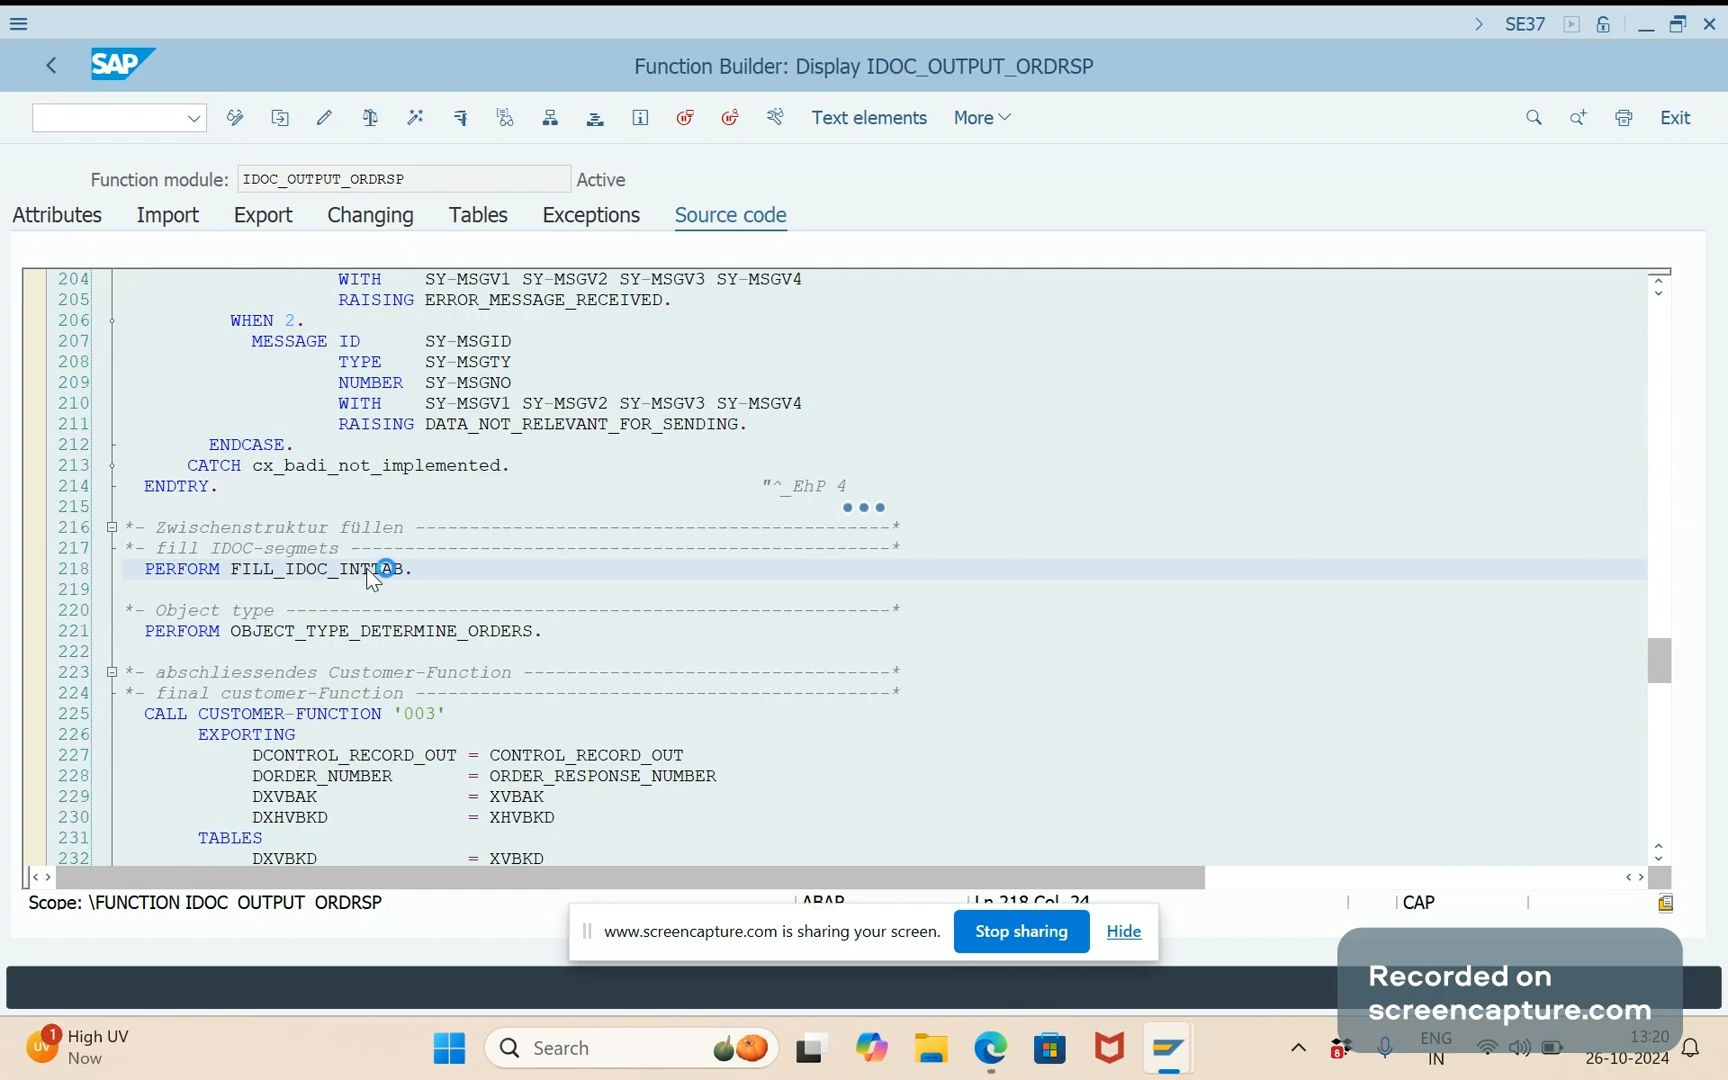 SE37
SAP
Function Builder: Display IDOC_OUTPUT_ORDRSP
Text elements More Exit
Function module: IDOC_OUTPUT_ORDRSP Active
Attributes Import Export Changing Tables Exceptions Source code
204 WITH SY-MSGV1 SY-MSGV2 SY-MSGV3 SY-MSGV4
205 RAISING ERROR_MESSAGE_RECEIVED.
206 WHEN 2.
207 MESSAGE ID SY-MSGID
208 TYPE SY-MSGTY
209 NUMBER SY-MSGNO
210 WITH SY-MSGV1 SY-MSGV2 SY-MSGV3 SY-MSGV4
211 RAISING DATA_NOT_RELEVANT_FOR_SENDING.
212 ENDCASE.
213 CATCH cx_badi_not_implemented.
214 ENDTRY. "^_EhP 4
215
216 *- Zwischenstruktur füllen --------------------------------------------*
217 *- fill IDOC-segmets --------------------------------------------------*
218 PERFORM FILL_IDOC_INTTAB.
219
220 *- Object type --------------------------------------------------------*
221 PERFORM OBJECT_TYPE_DETERMINE_ORDERS.
222
223 *- abschliessendes Customer-Function ----------------------------------*
224 *- final customer-Function --------------------------------------------*
225 CALL CUSTOMER-FUNCTION '003'
226 EXPORTING
227 DCONTROL_RECORD_OUT = CONTROL_RECORD_OUT
228 DORDER_NUMBER = ORDER_RESPONSE_NUMBER
229 DXVBAK = XVBAK
230 DXHVBKD = XHVBKD
231 TABLES
232 DXVBKD = XVBKD
Scope: \FUNCTION IDOC_OUTPUT_ORDRSP ABAP Ln 218 Col 24 CAP
www.screencapture.com is sharing your screen. Stop sharing Hide
Recorded on
screencapture.com
1 High UV
UV Now
Search
8
ENG
IN
13:20
26-10-2024